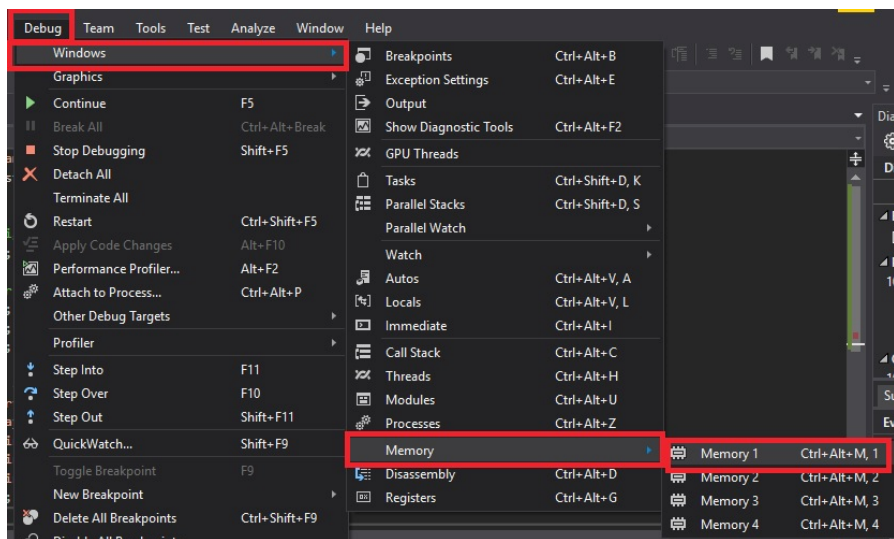 Debug Team Tools Test Analyze Window Help
Windows
Graphics
Continue F5
Break All Ctrl+Alt+Break
Stop Debugging Shift+F5
Detach All
Terminate All
Restart Ctrl+Shift+F5
Apply Code Changes Alt+F10
Performance Profiler... Alt+F2
Attach to Process... Ctrl+Alt+P
Other Debug Targets
Profiler
Step Into F11
Step Over F10
Step Out Shift+F11
QuickWatch... Shift+F9
Toggle Breakpoint F9
New Breakpoint
Delete All Breakpoints Ctrl+Shift+F9
Breakpoints Ctrl+Alt+B
Exception Settings Ctrl+Alt+E
Output
Show Diagnostic Tools Ctrl+Alt+F2
GPU Threads
Tasks Ctrl+Shift+D, K
Parallel Stacks Ctrl+Shift+D, S
Parallel Watch
Watch
Autos Ctrl+Alt+V, A
Locals Ctrl+Alt+V, L
Immediate Ctrl+Alt+I
Call Stack Ctrl+Alt+C
Threads Ctrl+Alt+H
Modules Ctrl+Alt+U
Processes Ctrl+Alt+Z
Memory
Disassembly Ctrl+Alt+D
Registers Ctrl+Alt+G
Memory 1 Ctrl+Alt+M, 1
Memory 2 Ctrl+Alt+M, 2
Memory 3 Ctrl+Alt+M, 3
Memory 4 Ctrl+Alt+M, 4